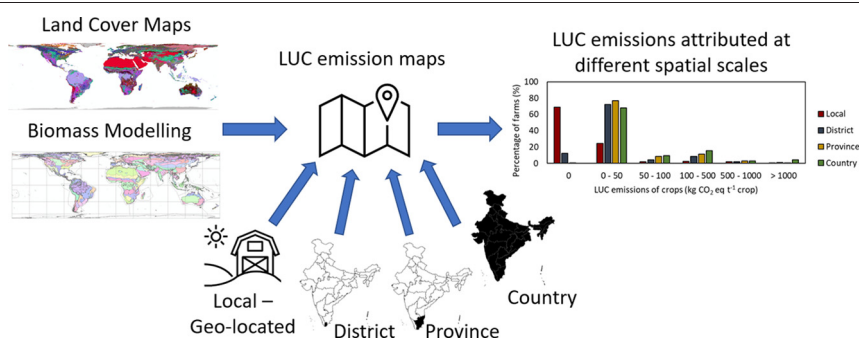 Land Cover Maps
Biomass Modelling
LUC emission maps
Local –
Geo-located
District
Province
Country
LUC emissions attributed at
different spatial scales
Percentage of farms (%)
100
80
60
40
20
0
0
0 - 50
50 - 100
100 - 500
500 - 1000
> 1000
LUC emissions of crops (kg CO₂ eq t⁻¹ crop)
Local
District
Province
Country